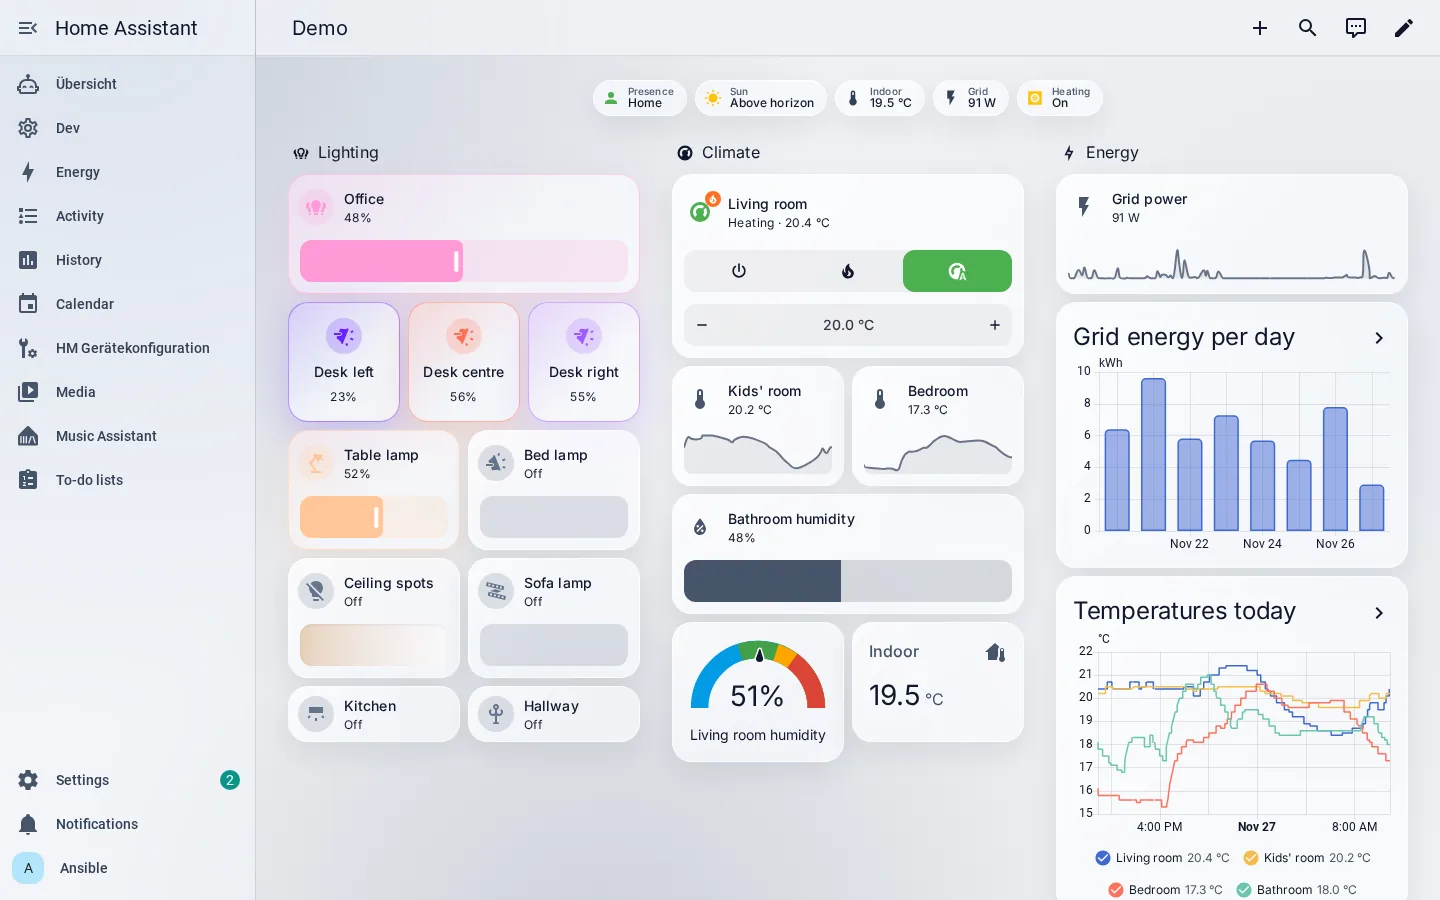 Home Assistant
Übersicht
Dev
Energy
Activity
History
Calendar
HM Gerätekonfiguration
Media
Music Assistant
To-do lists
Settings
2
Notifications
A
Ansible
Demo
Presence
Home
Sun
Above horizon
Indoor
19.5 °C
Grid
91 W
Heating
On
Lighting
Office
48%
Desk left
23%
Desk centre
56%
Desk right
55%
Table lamp
52%
Bed lamp
Off
Ceiling spots
Off
Sofa lamp
Off
Kitchen
Off
Hallway
Off
Climate
Living room
Heating · 20.4 °C
20.0 °C
Kids' room
20.2 °C
Bedroom
17.3 °C
Bathroom humidity
48%
51%
Living room humidity
Indoor
19.5 °C
Energy
Grid power
91 W
Grid energy per day
kWh
10
8
6
4
2
0
Nov 22 Nov 24 Nov 26
Temperatures today
°C
22
21
20
19
18
17
16
15
4:00 PM Nov 27 8:00 AM
Living room 20.4 °C Kids' room 20.2 °C
Bedroom 17.3 °C Bathroom 18.0 °C